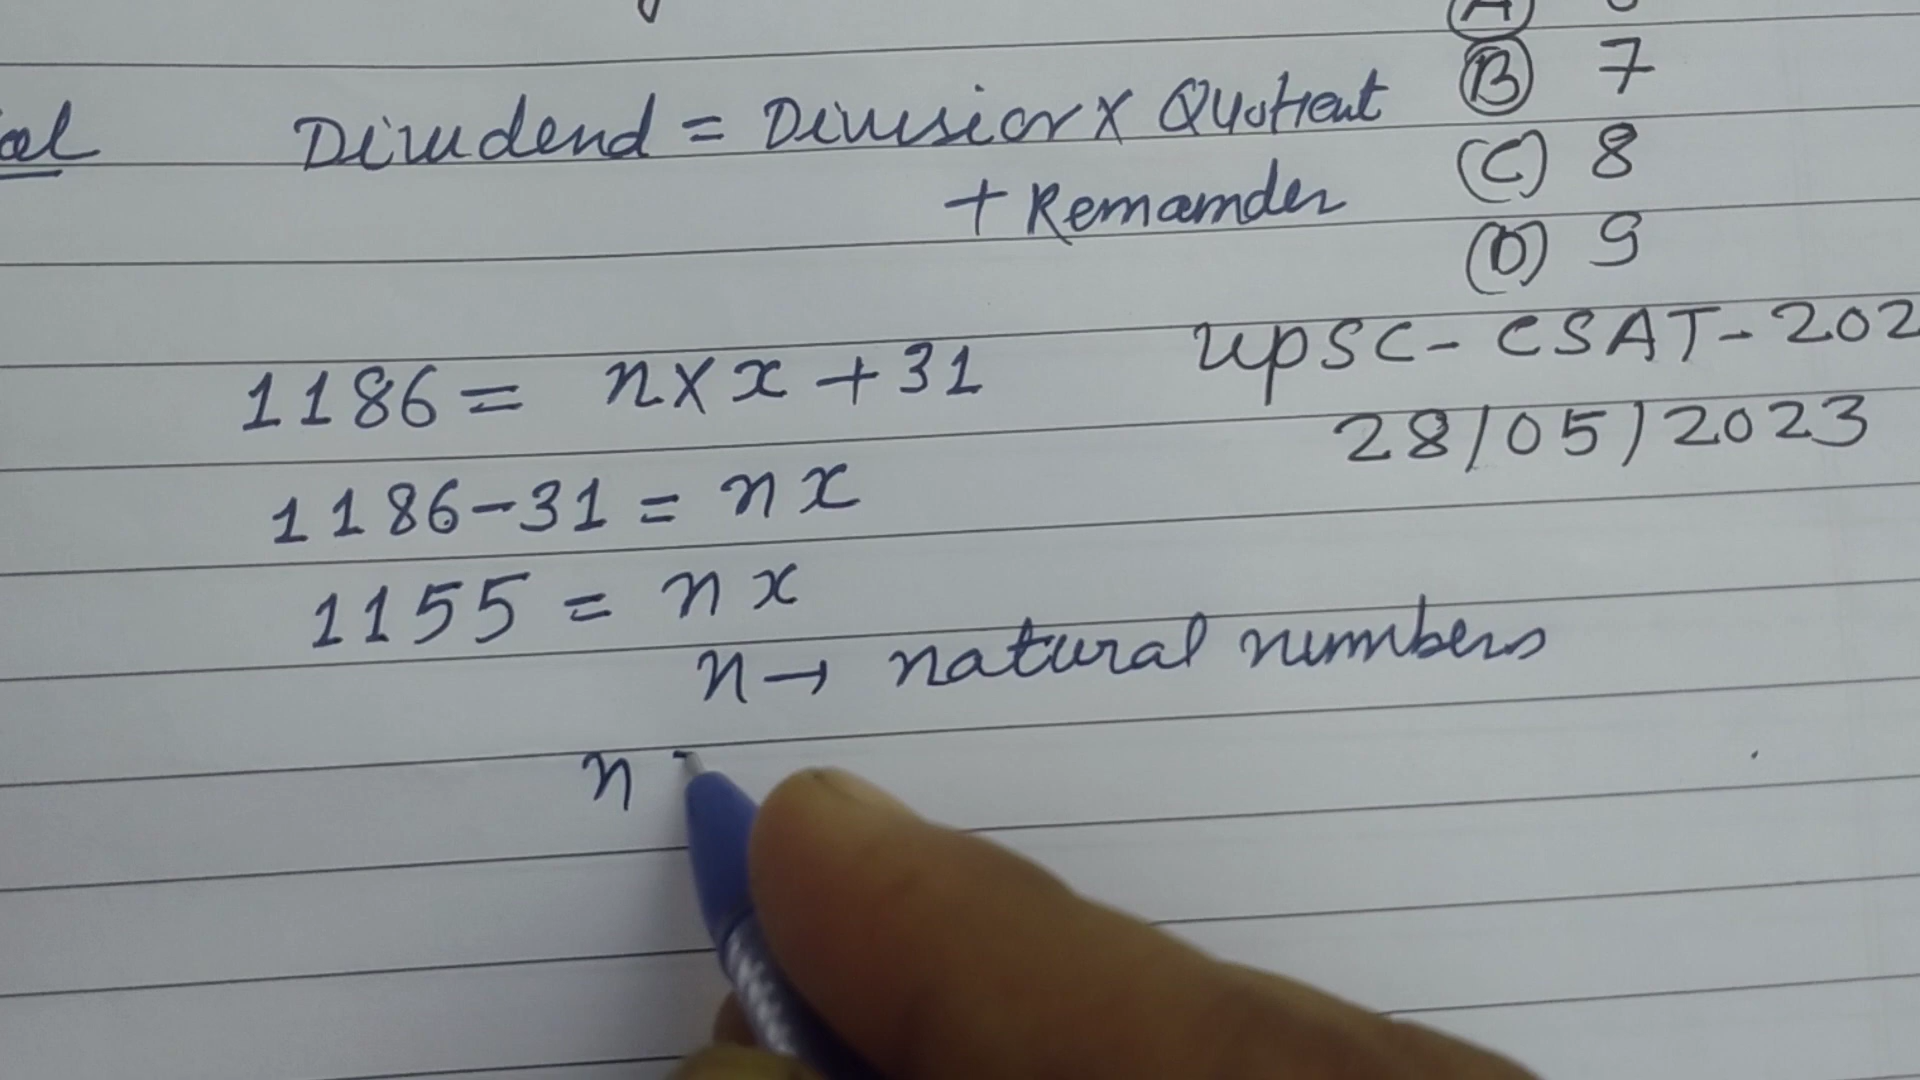 (A)
(B) 7
Dividend = Division X Quotient
(C) 8
+ Remainder
(D) 9
UPSC - CSAT - 202
1186 = n X x + 31
28/05/2023
1186 - 31 = n x
1155 = n x
n → natural numbers
n